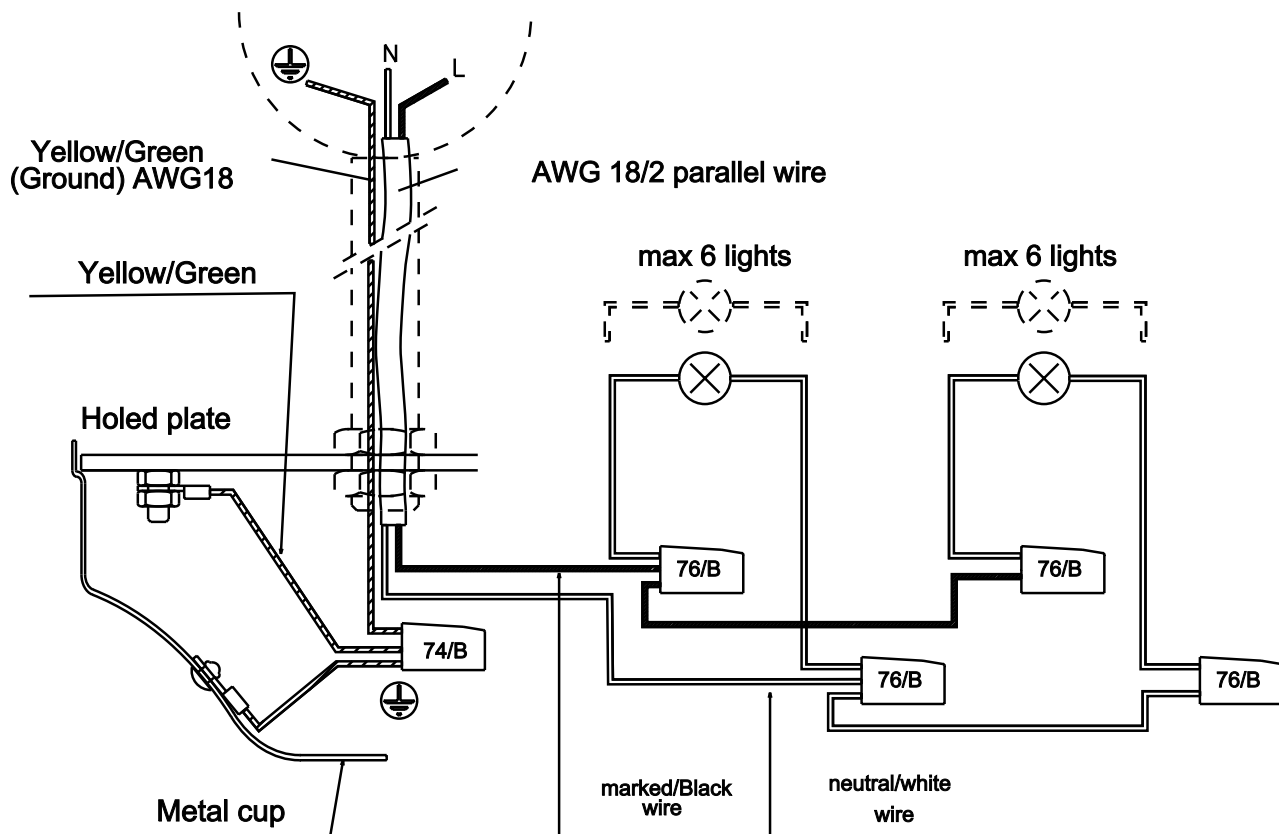 N
L
Yellow/Green
(Ground) AWG18
AWG 18/2 parallel wire
Yellow/Green
max 6 lights
max 6 lights
Holed plate
76/B
76/B
74/B
76/B
76/B
marked/Black
wire
neutral/white
wire
Metal cup